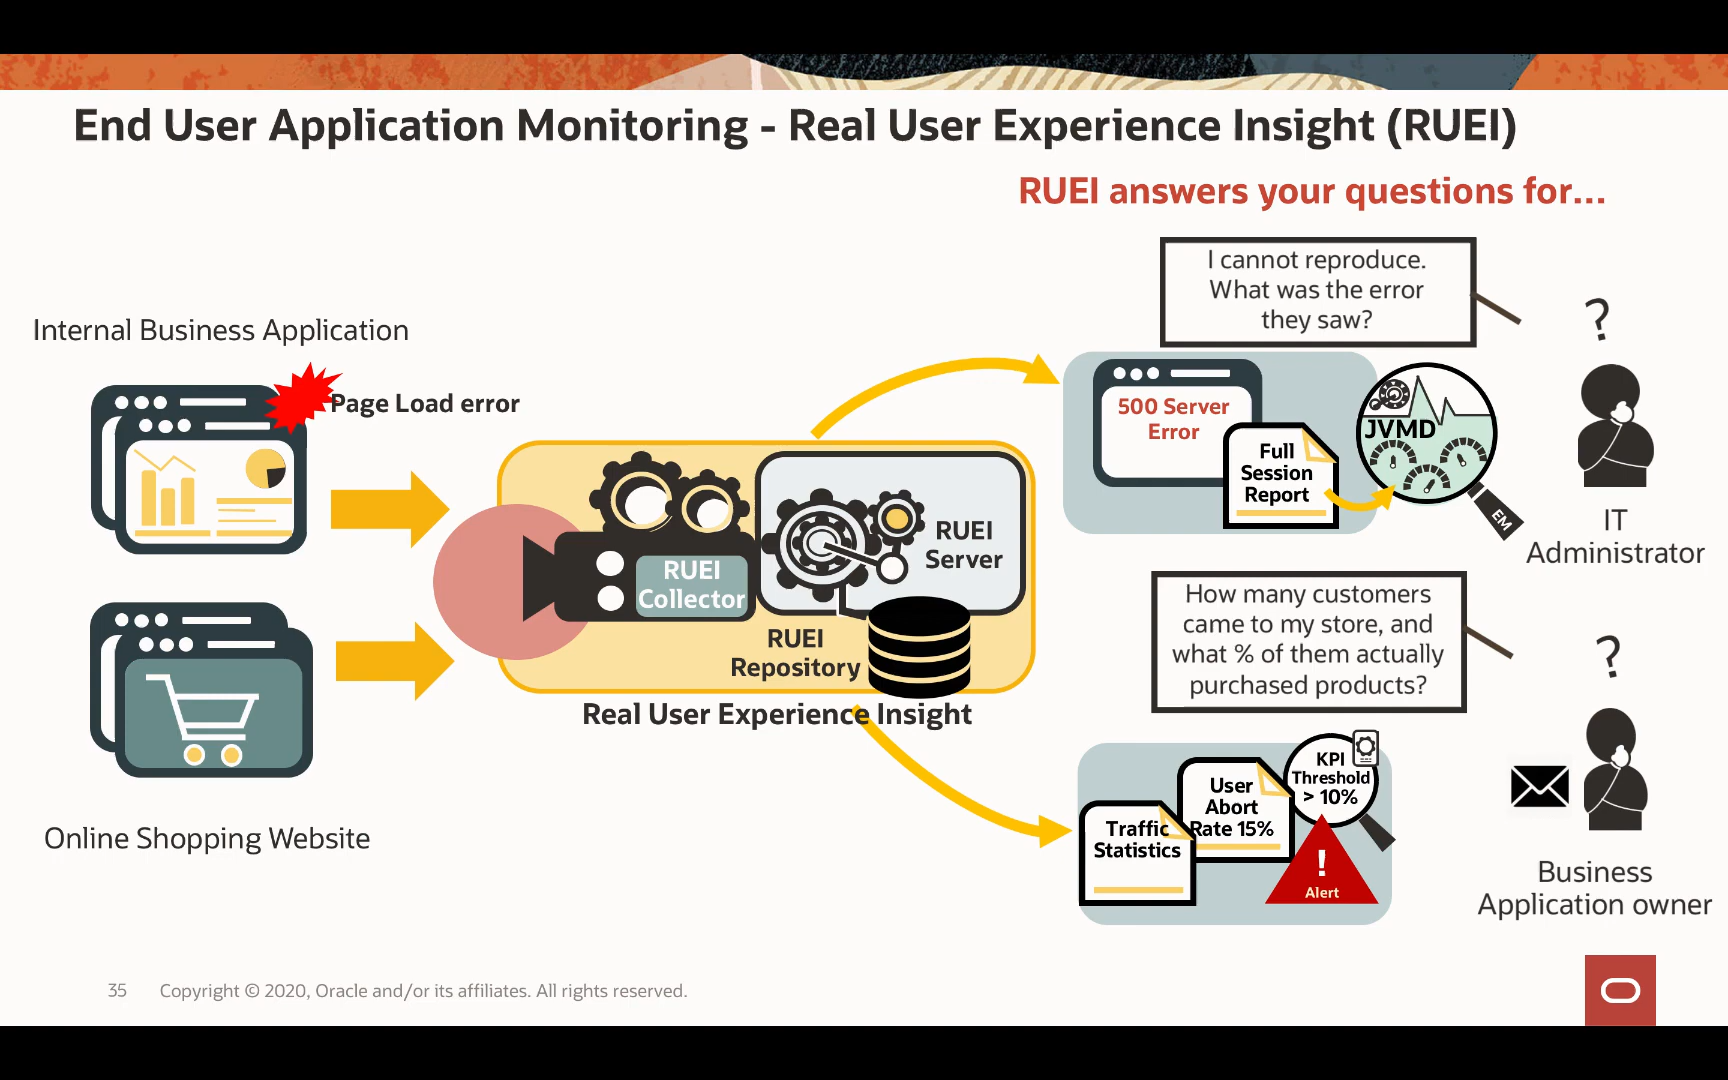 End User Application Monitoring - Real User Experience Insight (RUEI)
RUEI answers your questions for...
I cannot reproduce.
What was the error
they saw?
?
Internal Business Application
Page Load error
500 Server
Error
Full
Session
Report
JVMD
EM
IT
Administrator
RUEI
Collector
RUEI
Server
RUEI
Repository
Real User Experience Insight
How many customers
came to my store, and
what % of them actually
purchased products?
?
Online Shopping Website
Traffic
Statistics
User
Abort
Rate 15%
KPI
Threshold
> 10%
!
Alert
Business
Application owner
35
Copyright © 2020, Oracle and/or its affiliates. All rights reserved.